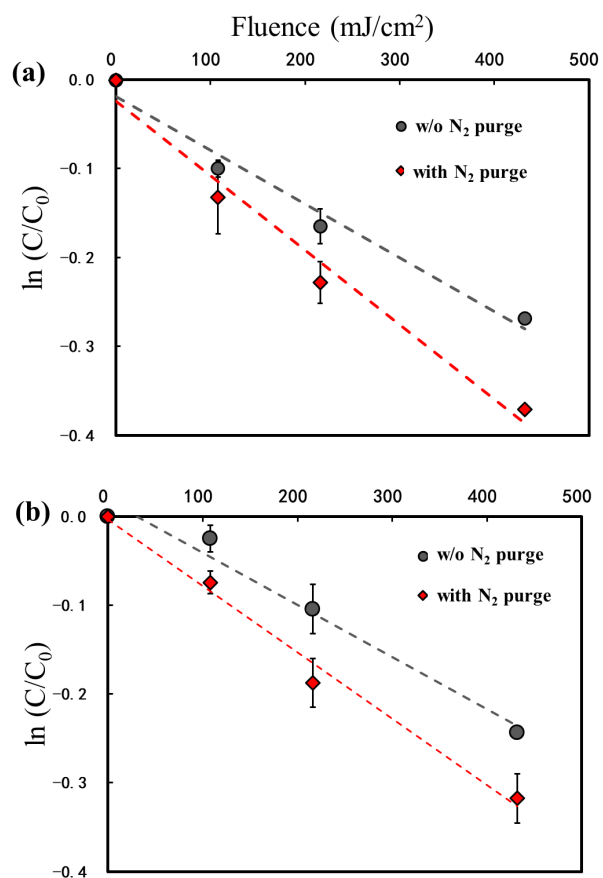 Fluence (mJ/cm²)
(a)
0 100 200 300 400 500
0.0
−0.1
−0.2
−0.3
−0.4
ln (C/C₀)
w/o N₂ purge
with N₂ purge
(b)
0 100 200 300 400 500
0.0
−0.1
−0.2
−0.3
−0.4
ln (C/C₀)
w/o N₂ purge
with N₂ purge